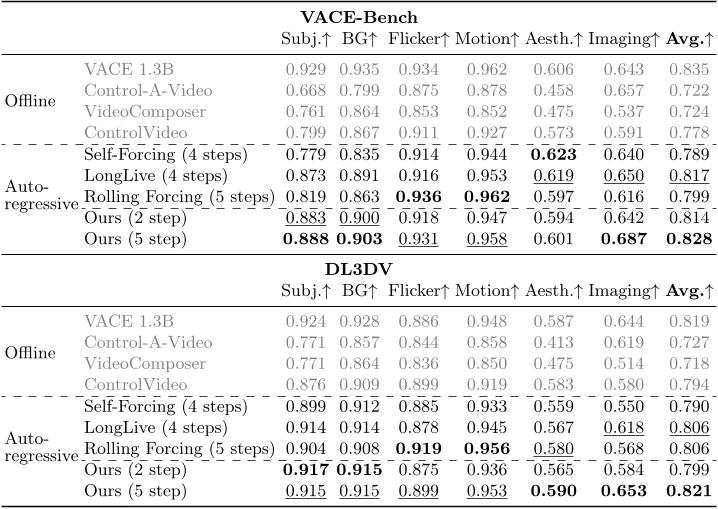 VACE-Bench
Subj.↑ BG↑ Flicker↑ Motion↑ Aesth.↑ Imaging↑ Avg.↑
Offline
VACE 1.3B 0.929 0.935 0.934 0.962 0.606 0.643 0.835
Control-A-Video 0.668 0.799 0.875 0.878 0.458 0.657 0.722
VideoComposer 0.761 0.864 0.853 0.852 0.475 0.537 0.724
ControlVideo 0.799 0.867 0.911 0.927 0.573 0.591 0.778
Auto-
regressive
Self-Forcing (4 steps) 0.779 0.835 0.914 0.944 0.623 0.640 0.789
LongLive (4 steps) 0.873 0.891 0.916 0.953 0.619 0.650 0.817
Rolling Forcing (5 steps) 0.819 0.863 0.936 0.962 0.597 0.616 0.799
Ours (2 step) 0.883 0.900 0.918 0.947 0.594 0.642 0.814
Ours (5 step) 0.888 0.903 0.931 0.958 0.601 0.687 0.828
DL3DV
Subj.↑ BG↑ Flicker↑ Motion↑ Aesth.↑ Imaging↑ Avg.↑
Offline
VACE 1.3B 0.924 0.928 0.886 0.948 0.587 0.644 0.819
Control-A-Video 0.771 0.857 0.844 0.858 0.413 0.619 0.727
VideoComposer 0.771 0.864 0.836 0.850 0.475 0.514 0.718
ControlVideo 0.876 0.909 0.899 0.919 0.583 0.580 0.794
Auto-
regressive
Self-Forcing (4 steps) 0.899 0.912 0.885 0.933 0.559 0.550 0.790
LongLive (4 steps) 0.914 0.914 0.878 0.945 0.567 0.618 0.806
Rolling Forcing (5 steps) 0.904 0.908 0.919 0.956 0.580 0.568 0.806
Ours (2 step) 0.917 0.915 0.875 0.936 0.565 0.584 0.799
Ours (5 step) 0.915 0.915 0.899 0.953 0.590 0.653 0.821